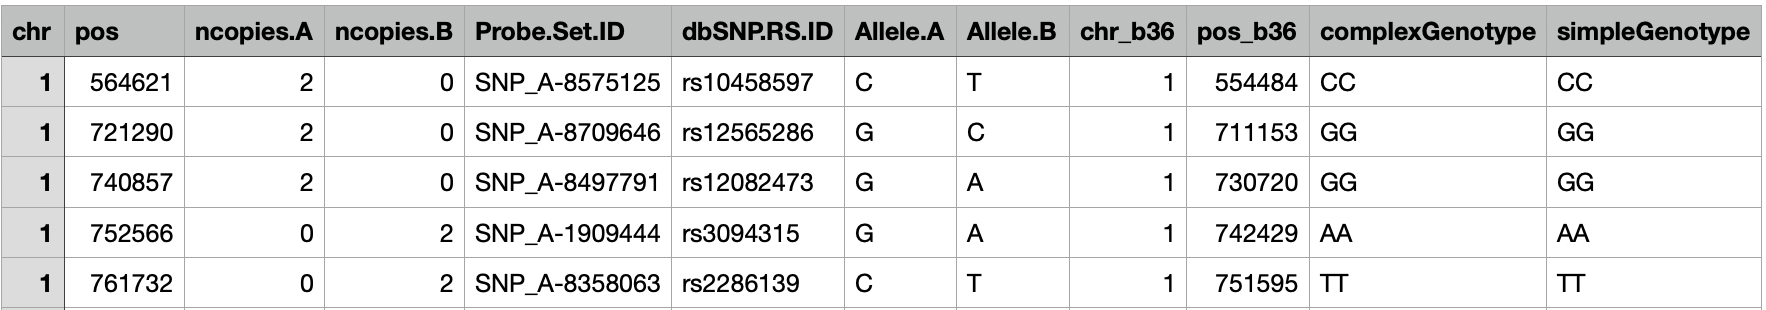 chr pos ncopies.A ncopies.B Probe.Set.ID dbSNP.RS.ID Allele.A Allele.B chr_b36 pos_b36 complexGenotype simpleGenotype
1 564621 2 0 SNP_A-8575125 rs10458597 C T 1 554484 CC CC
1 721290 2 0 SNP_A-8709646 rs12565286 G C 1 711153 GG GG
1 740857 2 0 SNP_A-8497791 rs12082473 G A 1 730720 GG GG
1 752566 0 2 SNP_A-1909444 rs3094315 G A 1 742429 AA AA
1 761732 0 2 SNP_A-8358063 rs2286139 C T 1 751595 TT TT